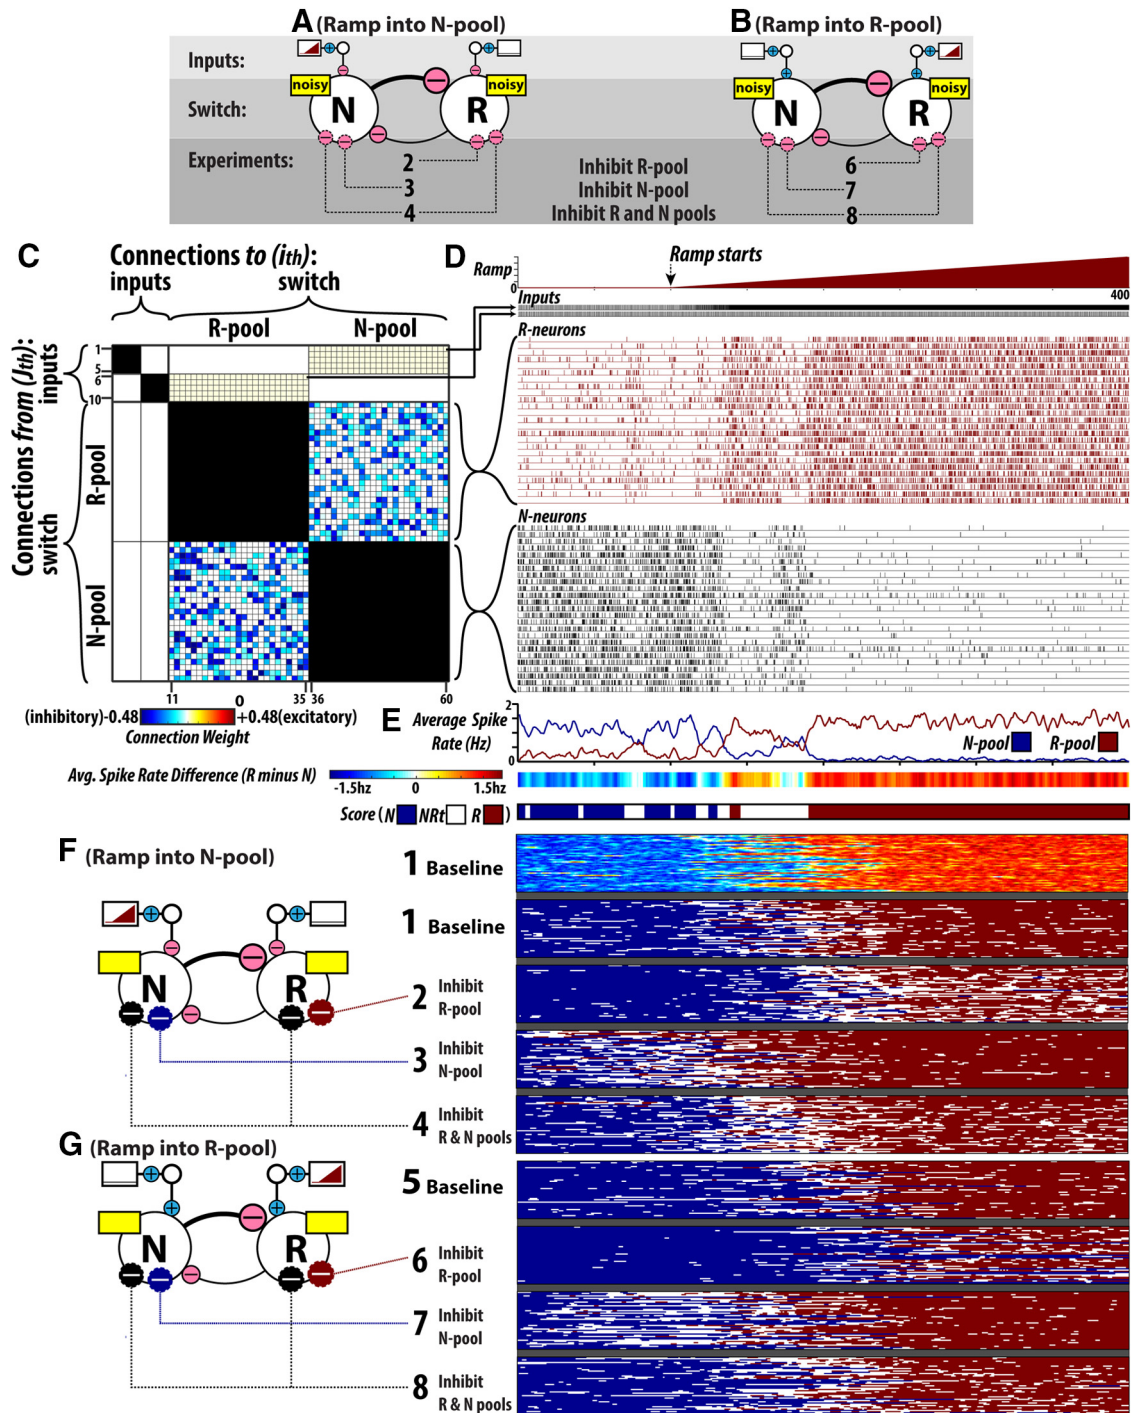 A (Ramp into N-pool)
B (Ramp into R-pool)
Inputs:
noisy
noisy
noisy
noisy
Switch:
N
R
N
R
Experiments:
2
Inhibit R-pool
6
3
Inhibit N-pool
7
4
Inhibit R and N pools
8
C
Connections to (ith):
inputs
switch
R-pool
N-pool
Connections from (Jth):
inputs
switch
1
5
6
10
R-pool
N-pool
11
35
36
60
0
(inhibitory)-0.48
+0.48(excitatory)
Connection Weight
D
Ramp
0
Ramp starts
400
Inputs
R-neurons
N-neurons
E
Average Spike
Rate (Hz)
2
1
0
N-pool
R-pool
Avg. Spike Rate Difference (R minus N)
-1.5hz
0
1.5hz
Score (N NRt R )
F
(Ramp into N-pool)
1 Baseline
1 Baseline
N
R
2 Inhibit
R-pool
3 Inhibit
N-pool
4 Inhibit
R & N pools
G (Ramp into R-pool)
5 Baseline
N
R
6 Inhibit
R-pool
7 Inhibit
N-pool
8 Inhibit
R & N pools